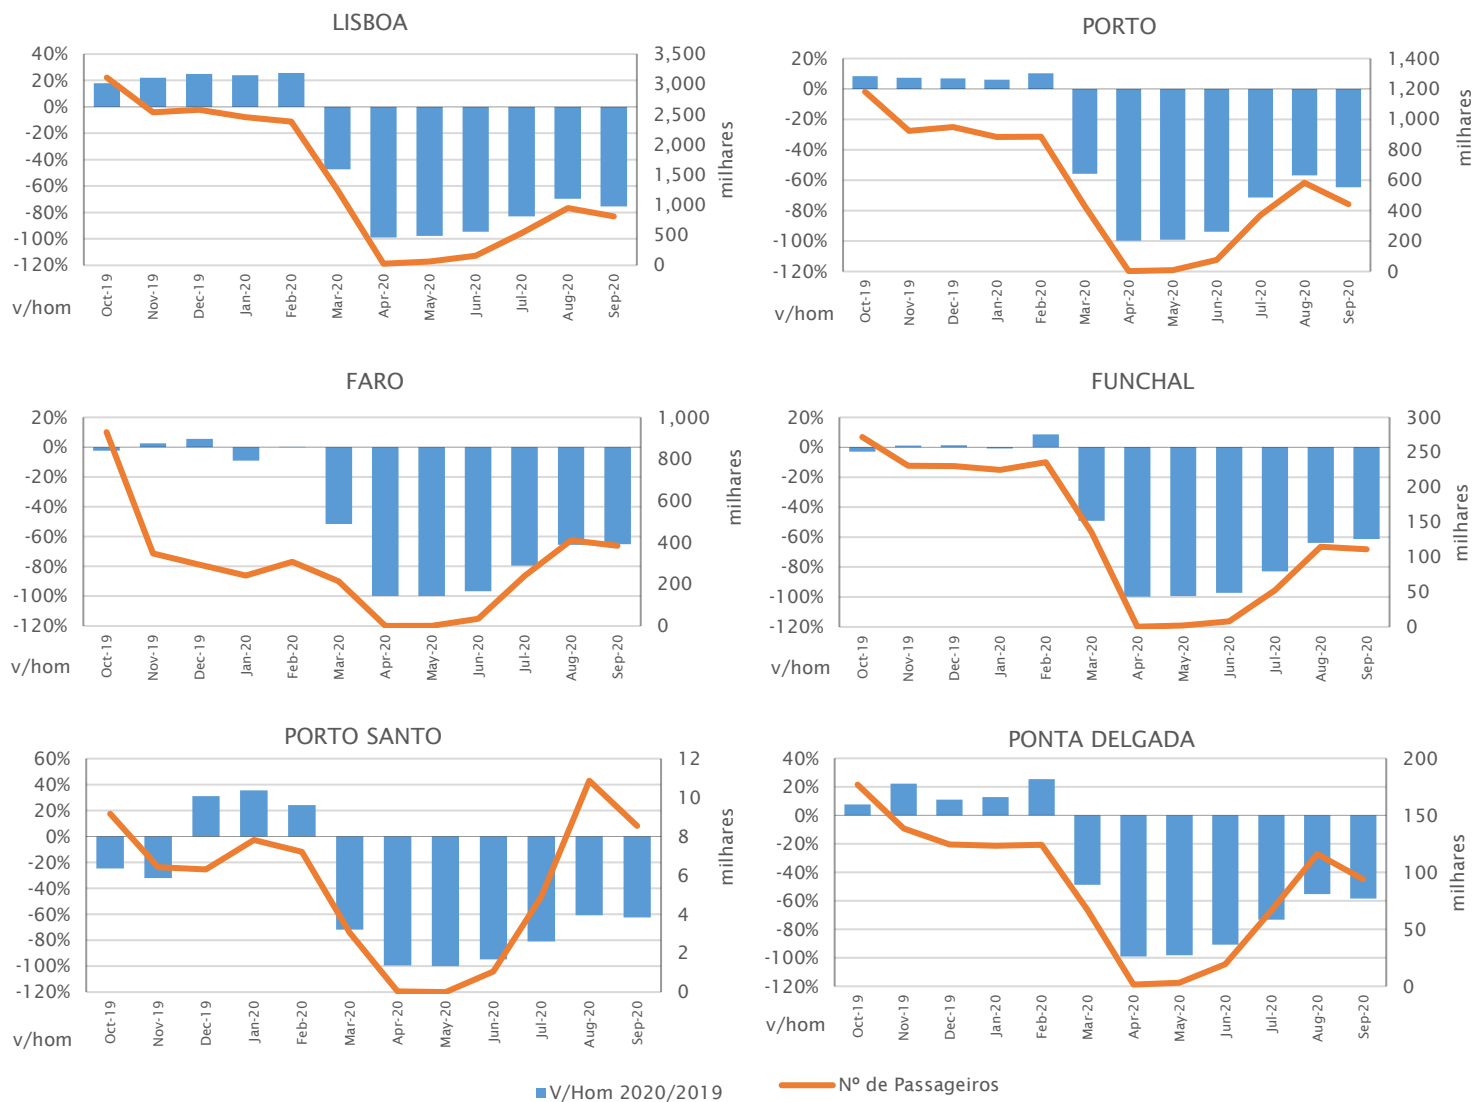 LISBOA
40%
20%
0%
-20%
-40%
-60%
-80%
-100%
-120%
3,500
3,000
2,500
2,000
1,500
1,000
500
0
milhares
v/hom
Oct-19
Nov-19
Dec-19
Jan-20
Feb-20
Mar-20
Apr-20
May-20
Jun-20
Jul-20
Aug-20
Sep-20
PORTO
20%
0%
-20%
-40%
-60%
-80%
-100%
-120%
1,400
1,200
1,000
800
600
400
200
0
milhares
v/hom
Oct-19
Nov-19
Dec-19
Jan-20
Feb-20
Mar-20
Apr-20
May-20
Jun-20
Jul-20
Aug-20
Sep-20
FARO
20%
0%
-20%
-40%
-60%
-80%
-100%
-120%
1,000
800
600
400
200
0
milhares
v/hom
Oct-19
Nov-19
Dec-19
Jan-20
Feb-20
Mar-20
Apr-20
May-20
Jun-20
Jul-20
Aug-20
Sep-20
FUNCHAL
20%
0%
-20%
-40%
-60%
-80%
-100%
-120%
300
250
200
150
100
50
0
milhares
v/hom
Oct-19
Nov-19
Dec-19
Jan-20
Feb-20
Mar-20
Apr-20
May-20
Jun-20
Jul-20
Aug-20
Sep-20
PORTO SANTO
60%
40%
20%
0%
-20%
-40%
-60%
-80%
-100%
-120%
12
10
8
6
4
2
0
milhares
v/hom
Oct-19
Nov-19
Dec-19
Jan-20
Feb-20
Mar-20
Apr-20
May-20
Jun-20
Jul-20
Aug-20
Sep-20
PONTA DELGADA
40%
20%
0%
-20%
-40%
-60%
-80%
-100%
-120%
200
150
100
50
0
milhares
v/hom
Oct-19
Nov-19
Dec-19
Jan-20
Feb-20
Mar-20
Apr-20
May-20
Jun-20
Jul-20
Aug-20
Sep-20
V/Hom 2020/2019
Nº de Passageiros